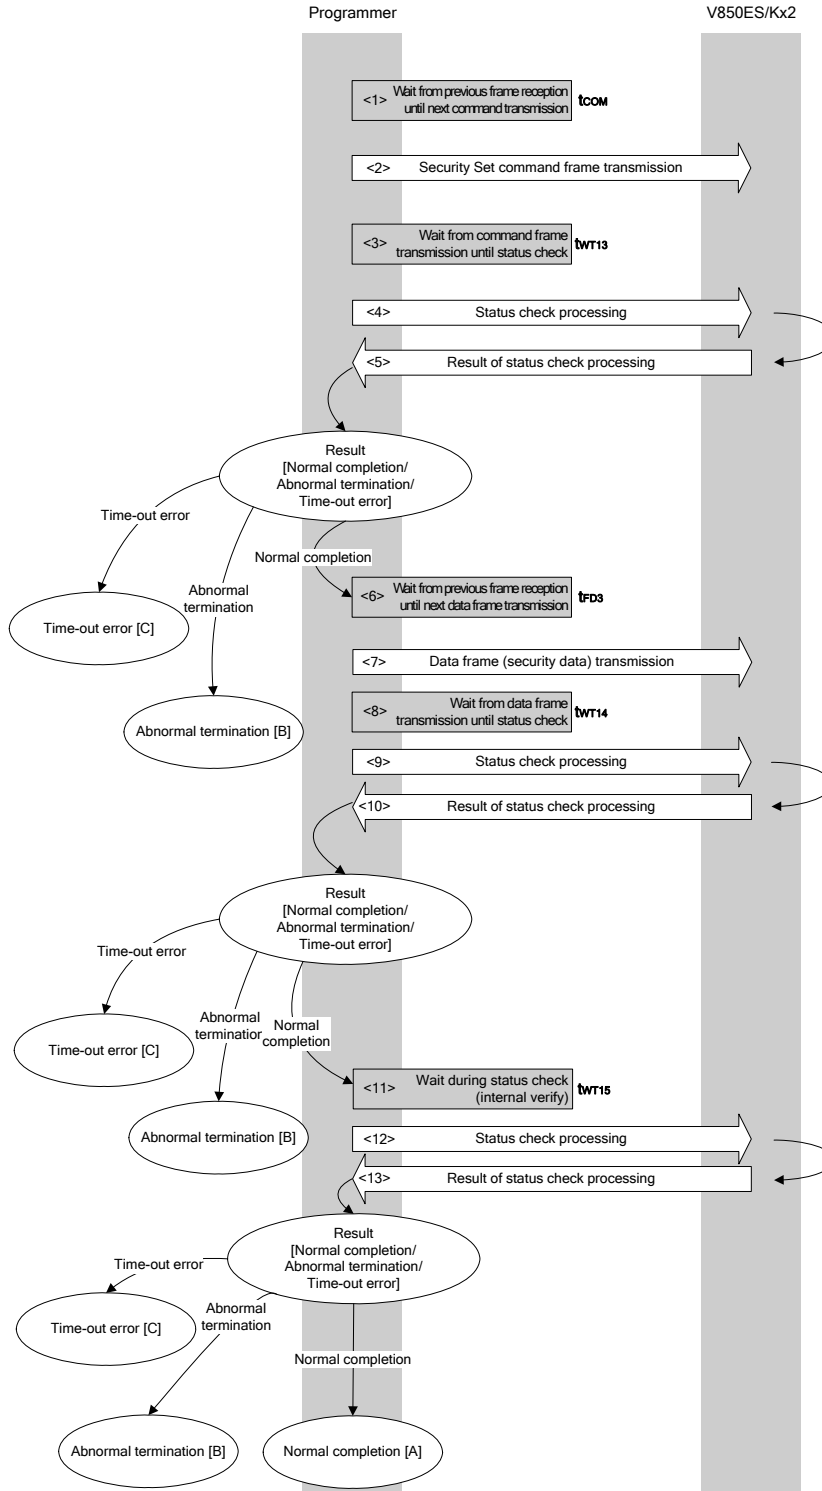 Programmer
V850ES/Kx2
<1> Wait from previous frame reception
until next command transmission
tCOM
<2> Security Set command frame transmission
<3> Wait from command frame
transmission until status check
tWT13
<4> Status check processing
<5> Result of status check processing
Result
[Normal completion/
Abnormal termination/
Time-out error]
Time-out error
Normal completion
Abnormal
termination
<6> Wait from previous frame reception
until next data frame transmission
tFD3
Time-out error [C]
<7> Data frame (security data) transmission
<8> Wait from data frame
transmission until status check
tWT14
Abnormal termination [B]
<9> Status check processing
<10> Result of status check processing
Result
[Normal completion/
Abnormal termination/
Time-out error]
Time-out error
Abnormal
termination
Normal
completion
Time-out error [C]
<11> Wait during status check
(internal verify)
tWT15
Abnormal termination [B]
<12> Status check processing
<13> Result of status check processing
Result
[Normal completion/
Abnormal termination/
Time-out error]
Time-out error
Abnormal
termination
Time-out error [C]
Normal completion
Abnormal termination [B]
Normal completion [A]